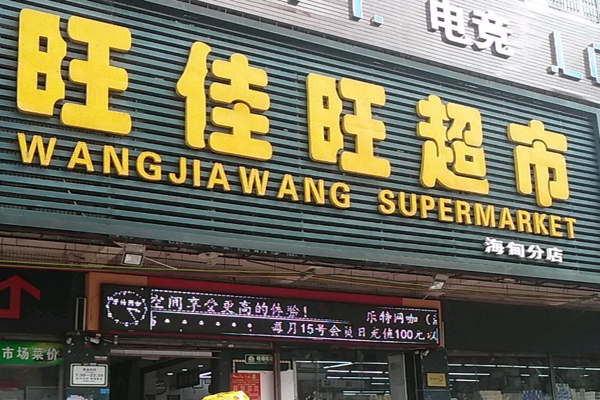 电竞
旺佳旺超市
WANGJIAWANG SUPERMARKET
海甸分店
空间享受更高的体验!
乐特网咖
每月15号会员日充值100元
市场菜价